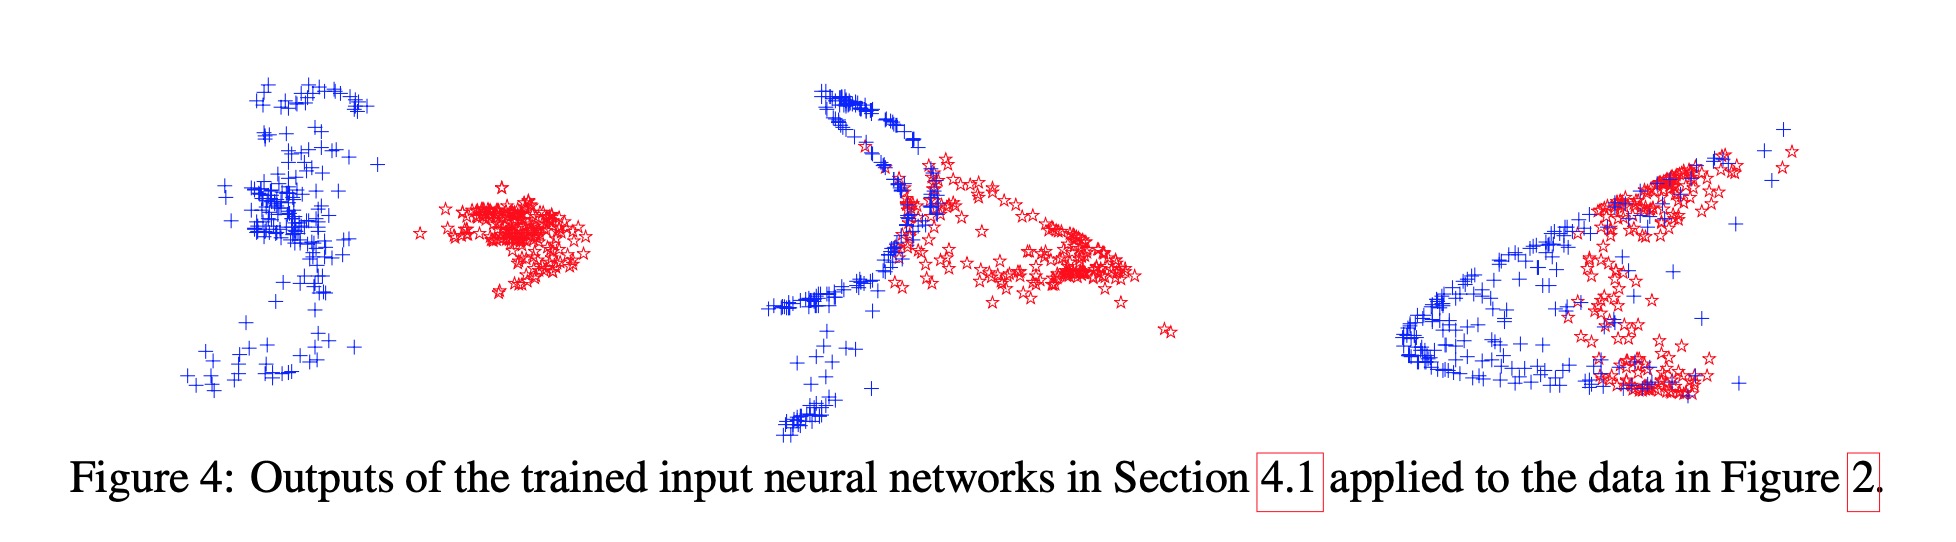 Figure 4: Outputs of the trained input neural networks in Section 4.1 applied to the data in Figure 2.